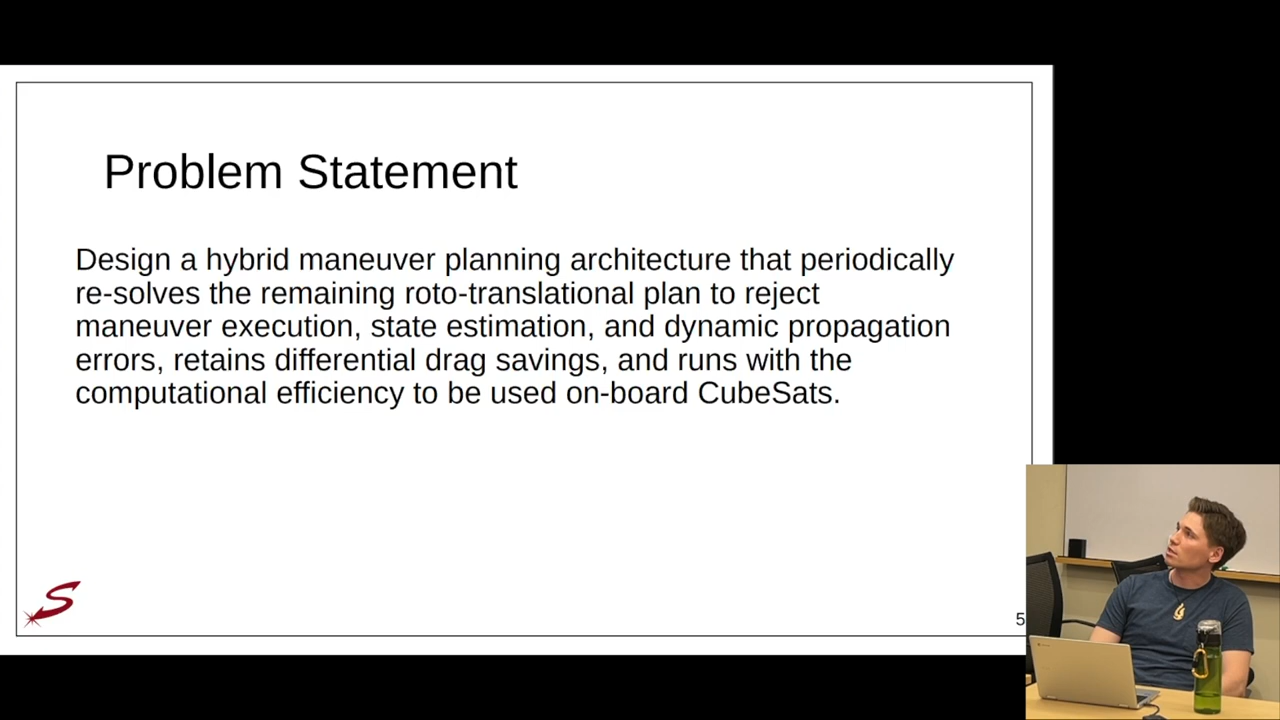 Problem Statement
Design a hybrid maneuver planning architecture that periodically
re-solves the remaining roto-translational plan to reject
maneuver execution, state estimation, and dynamic propagation
errors, retains differential drag savings, and runs with the
computational efficiency to be used on-board CubeSats.
S
5